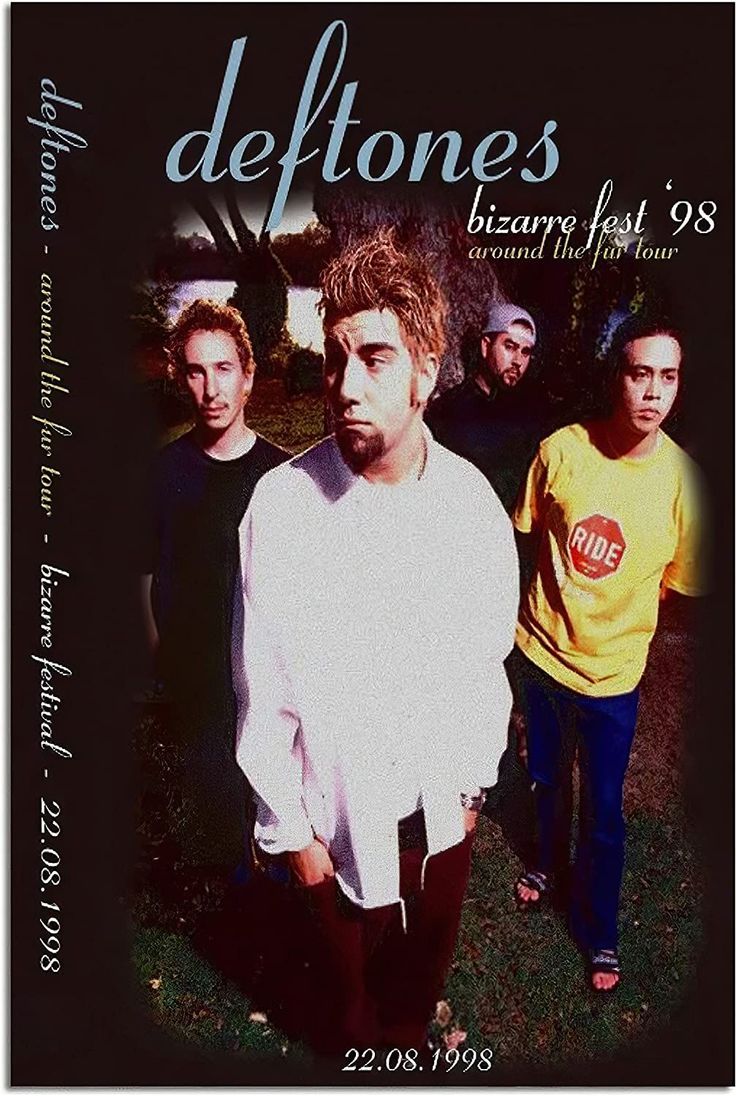 deftones
bizarre fest '98
around the fur tour
RIDE
22.08.1998
deftones - around the fur tour - bizarre festival - 22.08.1998